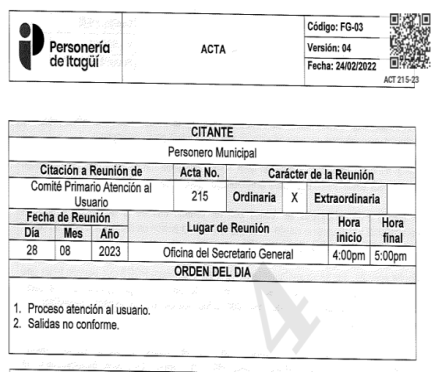 Personería
de Itagüí
ACTA
Código: FG-03
Versión: 04
Fecha: 24/02/2022
ACT 215-23
CITANTE
Personero Municipal
Citación a Reunión de Acta No. Carácter de la Reunión
Comité Primario Atención al
Usuario 215 Ordinaria X Extraordinaria
Fecha de Reunión Lugar de Reunión Hora inicio Hora final
Día Mes Año
28 08 2023 Oficina del Secretario General 4:00pm 5:00pm
ORDEN DEL DIA
1. Proceso atención al usuario.
2. Salidas no conforme.
4